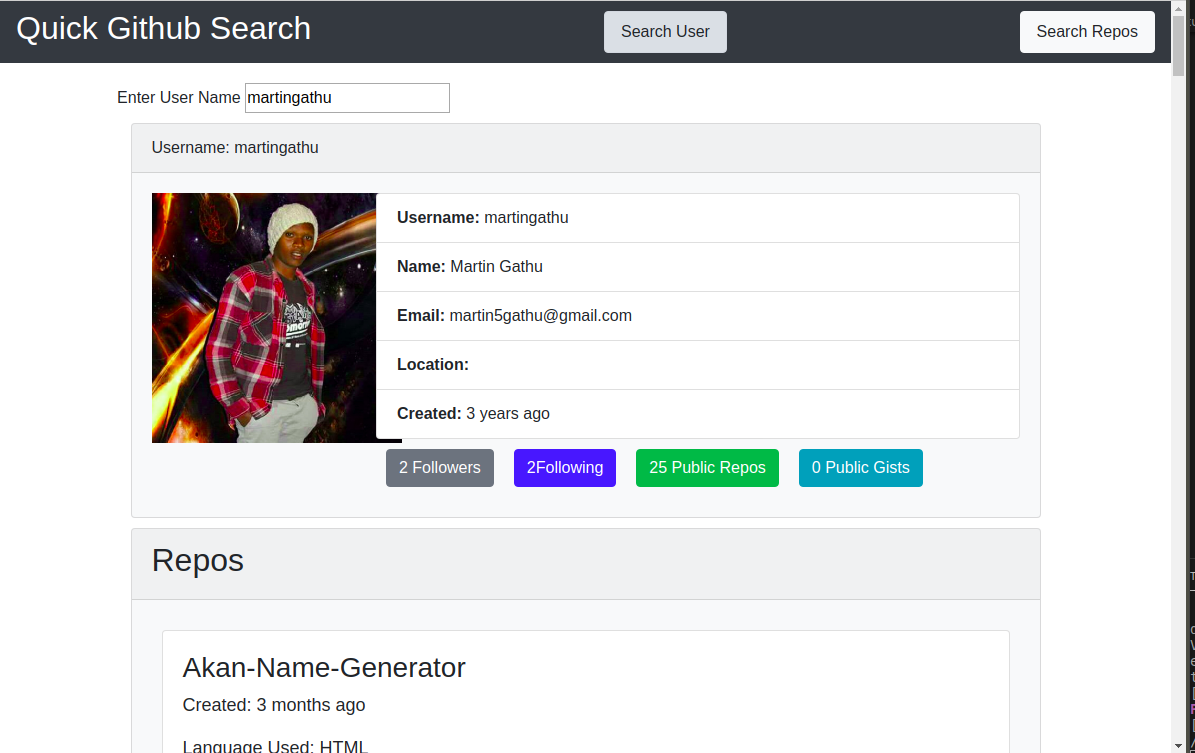 Quick Github Search
Search User
Search Repos
Enter User Name martingathu
Username: martingathu
Username: martingathu
Name: Martin Gathu
Email: martin5gathu@gmail.com
Location:
Created: 3 years ago
2 Followers
2Following
25 Public Repos
0 Public Gists
Repos
Akan-Name-Generator
Created: 3 months ago
Language Used: HTML